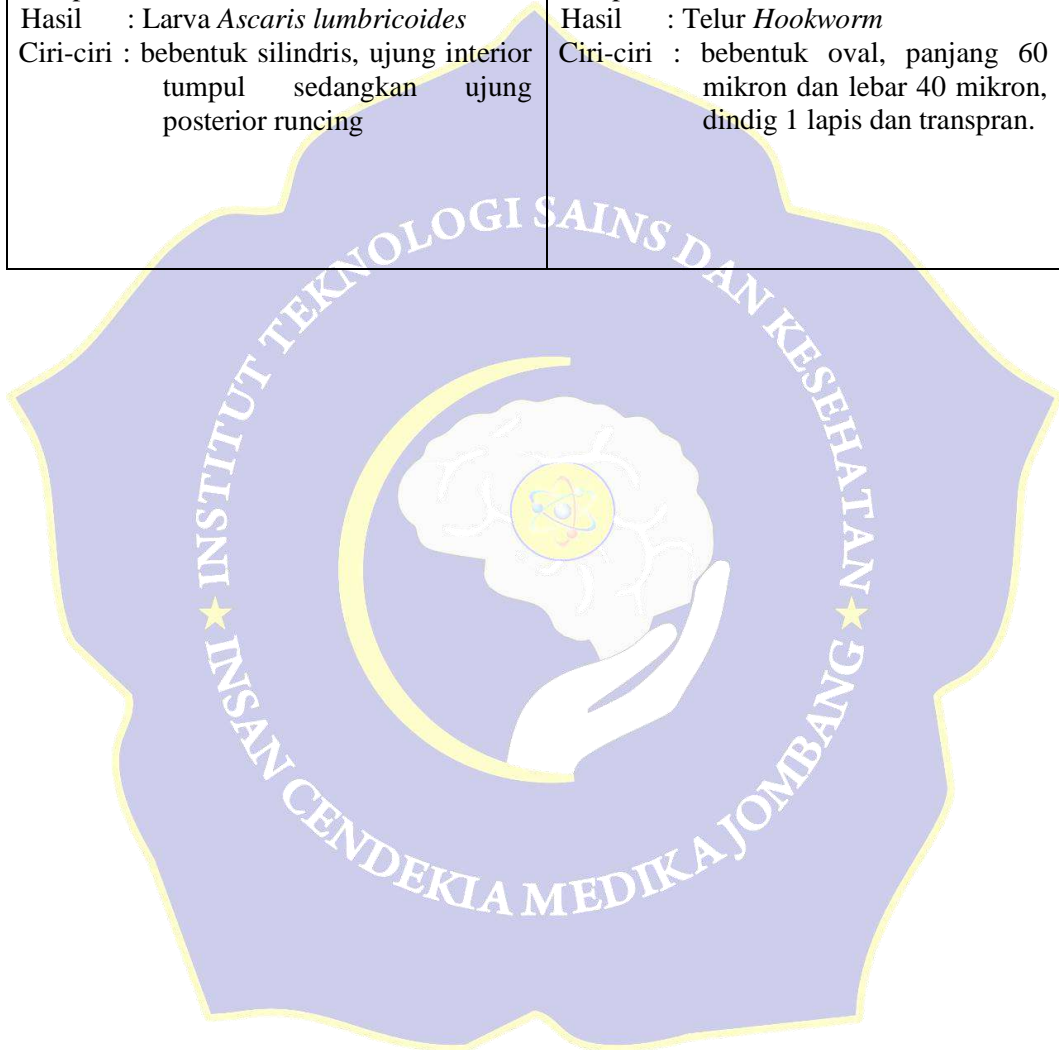 Hasil : Larva Ascaris lumbricoides
Ciri-ciri : bebentuk silindris, ujung interior
tumpul sedangkan ujung
posterior runcing
Hasil : Telur Hookworm
Ciri-ciri : bebentuk oval, panjang 60
mikron dan lebar 40 mikron,
dindig 1 lapis dan transpran.
INSTITUT TEKNOLOGI SAINS DAN KESEHATAN
INSAN CENDEKIA MEDIKA JOMBANG